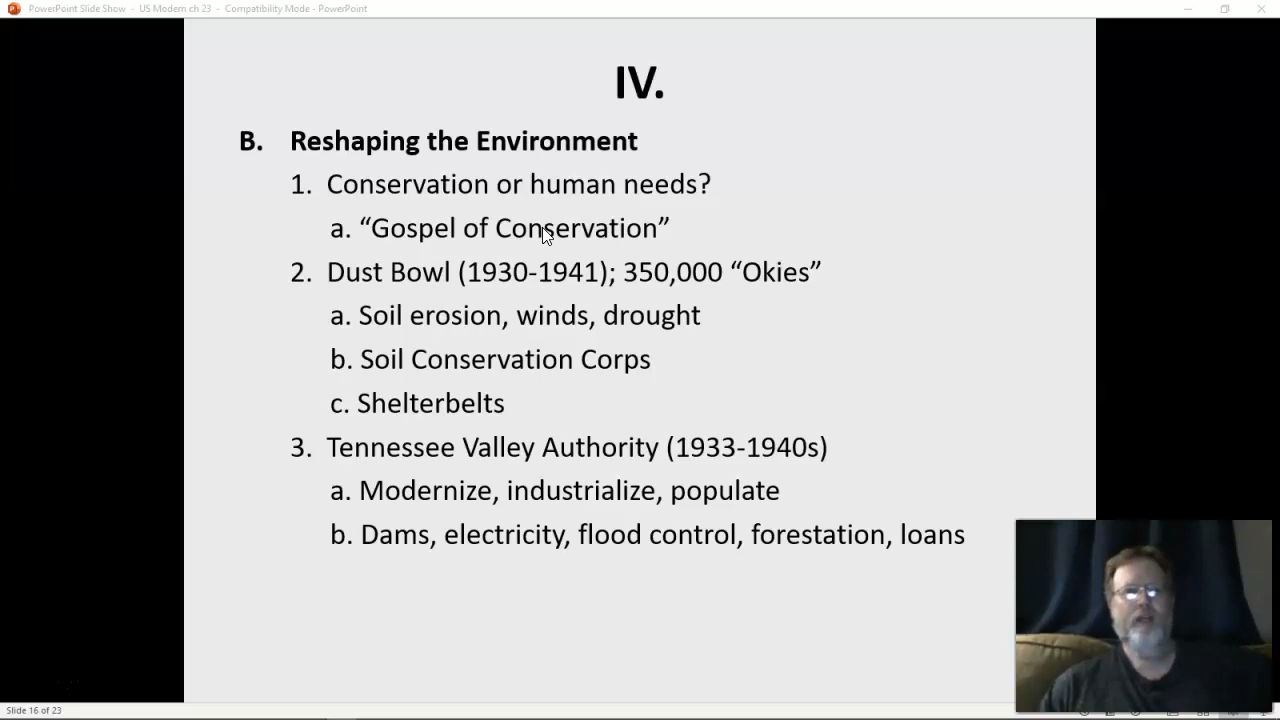 PowerPoint Slide Show - US Modern ch 23 - Compatibility Mode - PowerPoint
IV.
B. Reshaping the Environment
1. Conservation or human needs?
a. “Gospel of Conservation”
2. Dust Bowl (1930-1941); 350,000 “Okies”
a. Soil erosion, winds, drought
b. Soil Conservation Corps
c. Shelterbelts
3. Tennessee Valley Authority (1933-1940s)
a. Modernize, industrialize, populate
b. Dams, electricity, flood control, forestation, loans
Slide 16 of 23